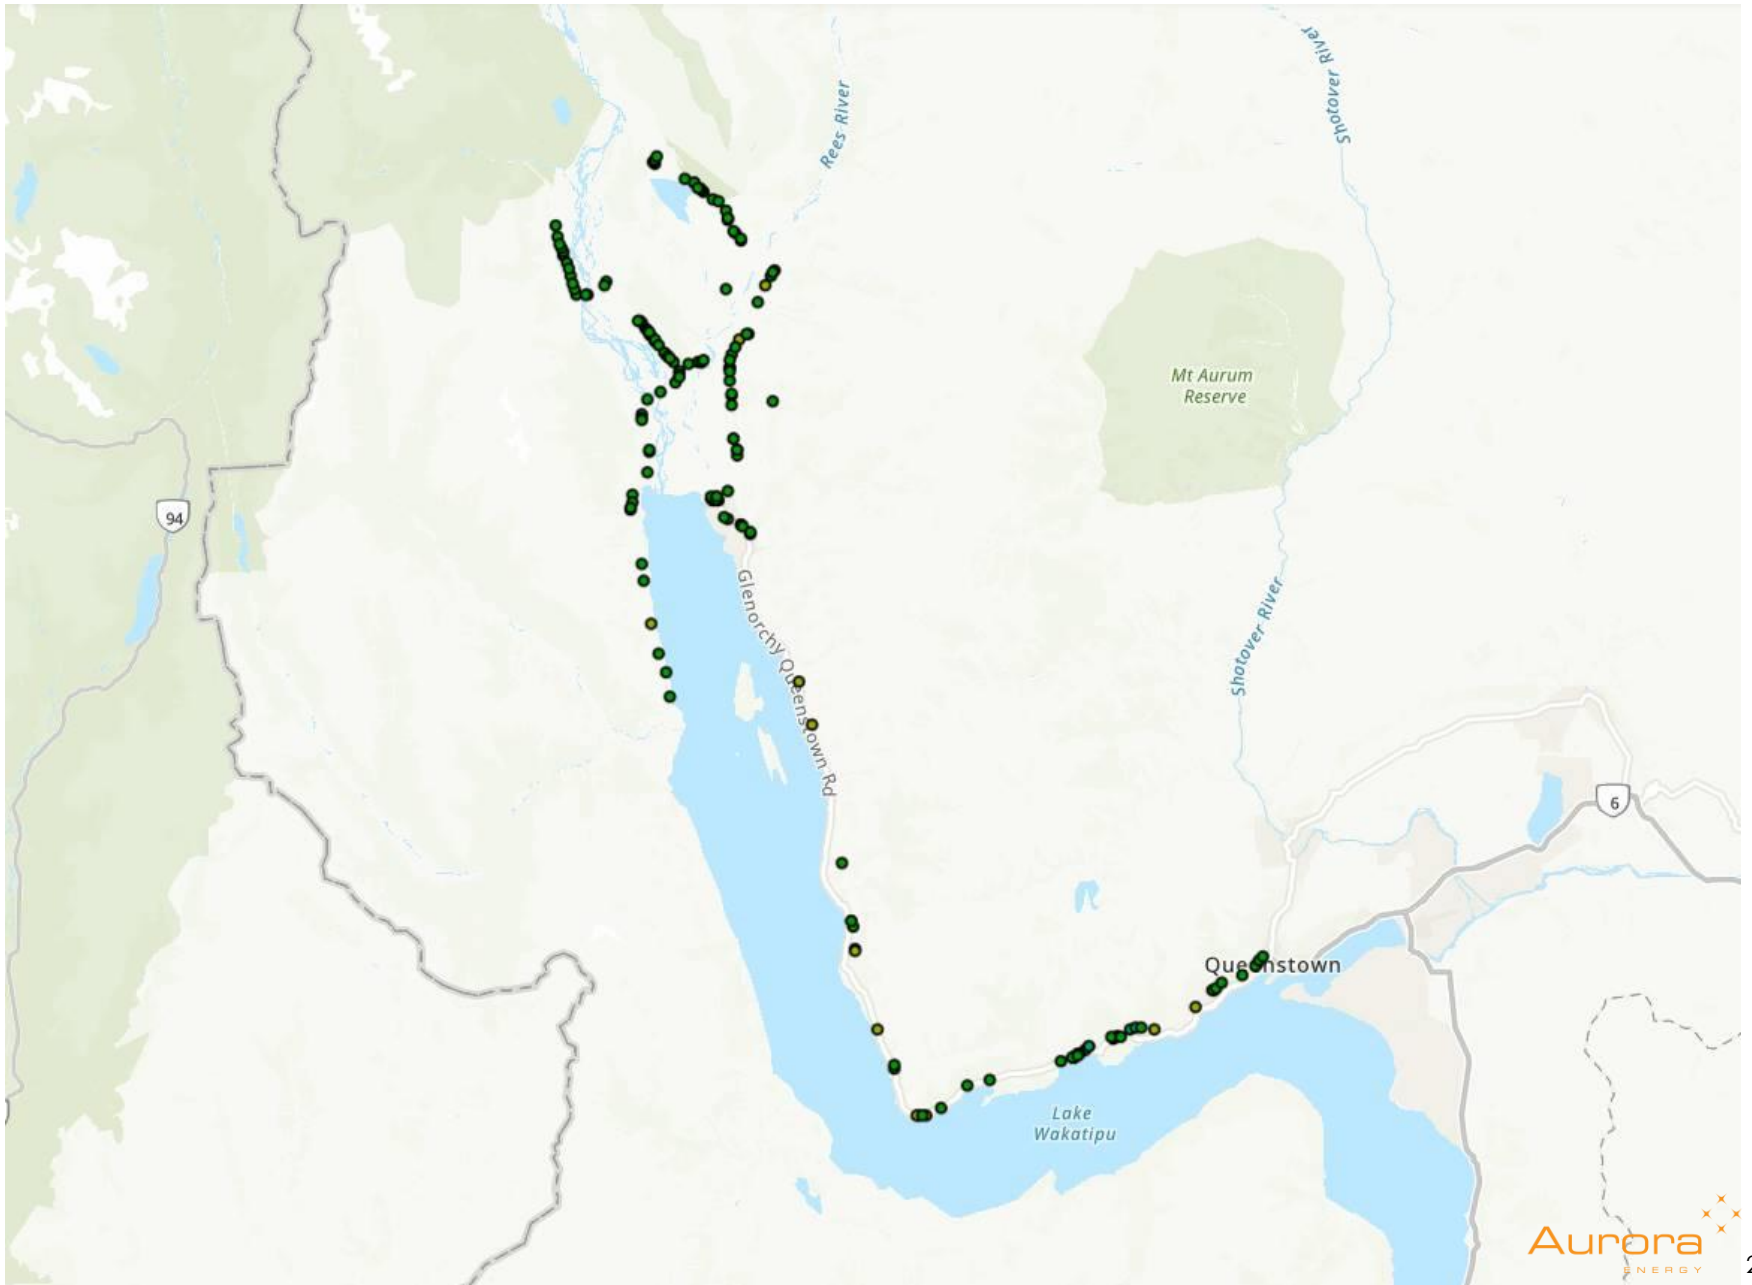 Shotover River
Rees River
Mt Aurum
Reserve
94
Glenorchy Queenstown Rd
Shotover River
6
Queenstown
Lake
Wakatipu
Aurora
ENERGY